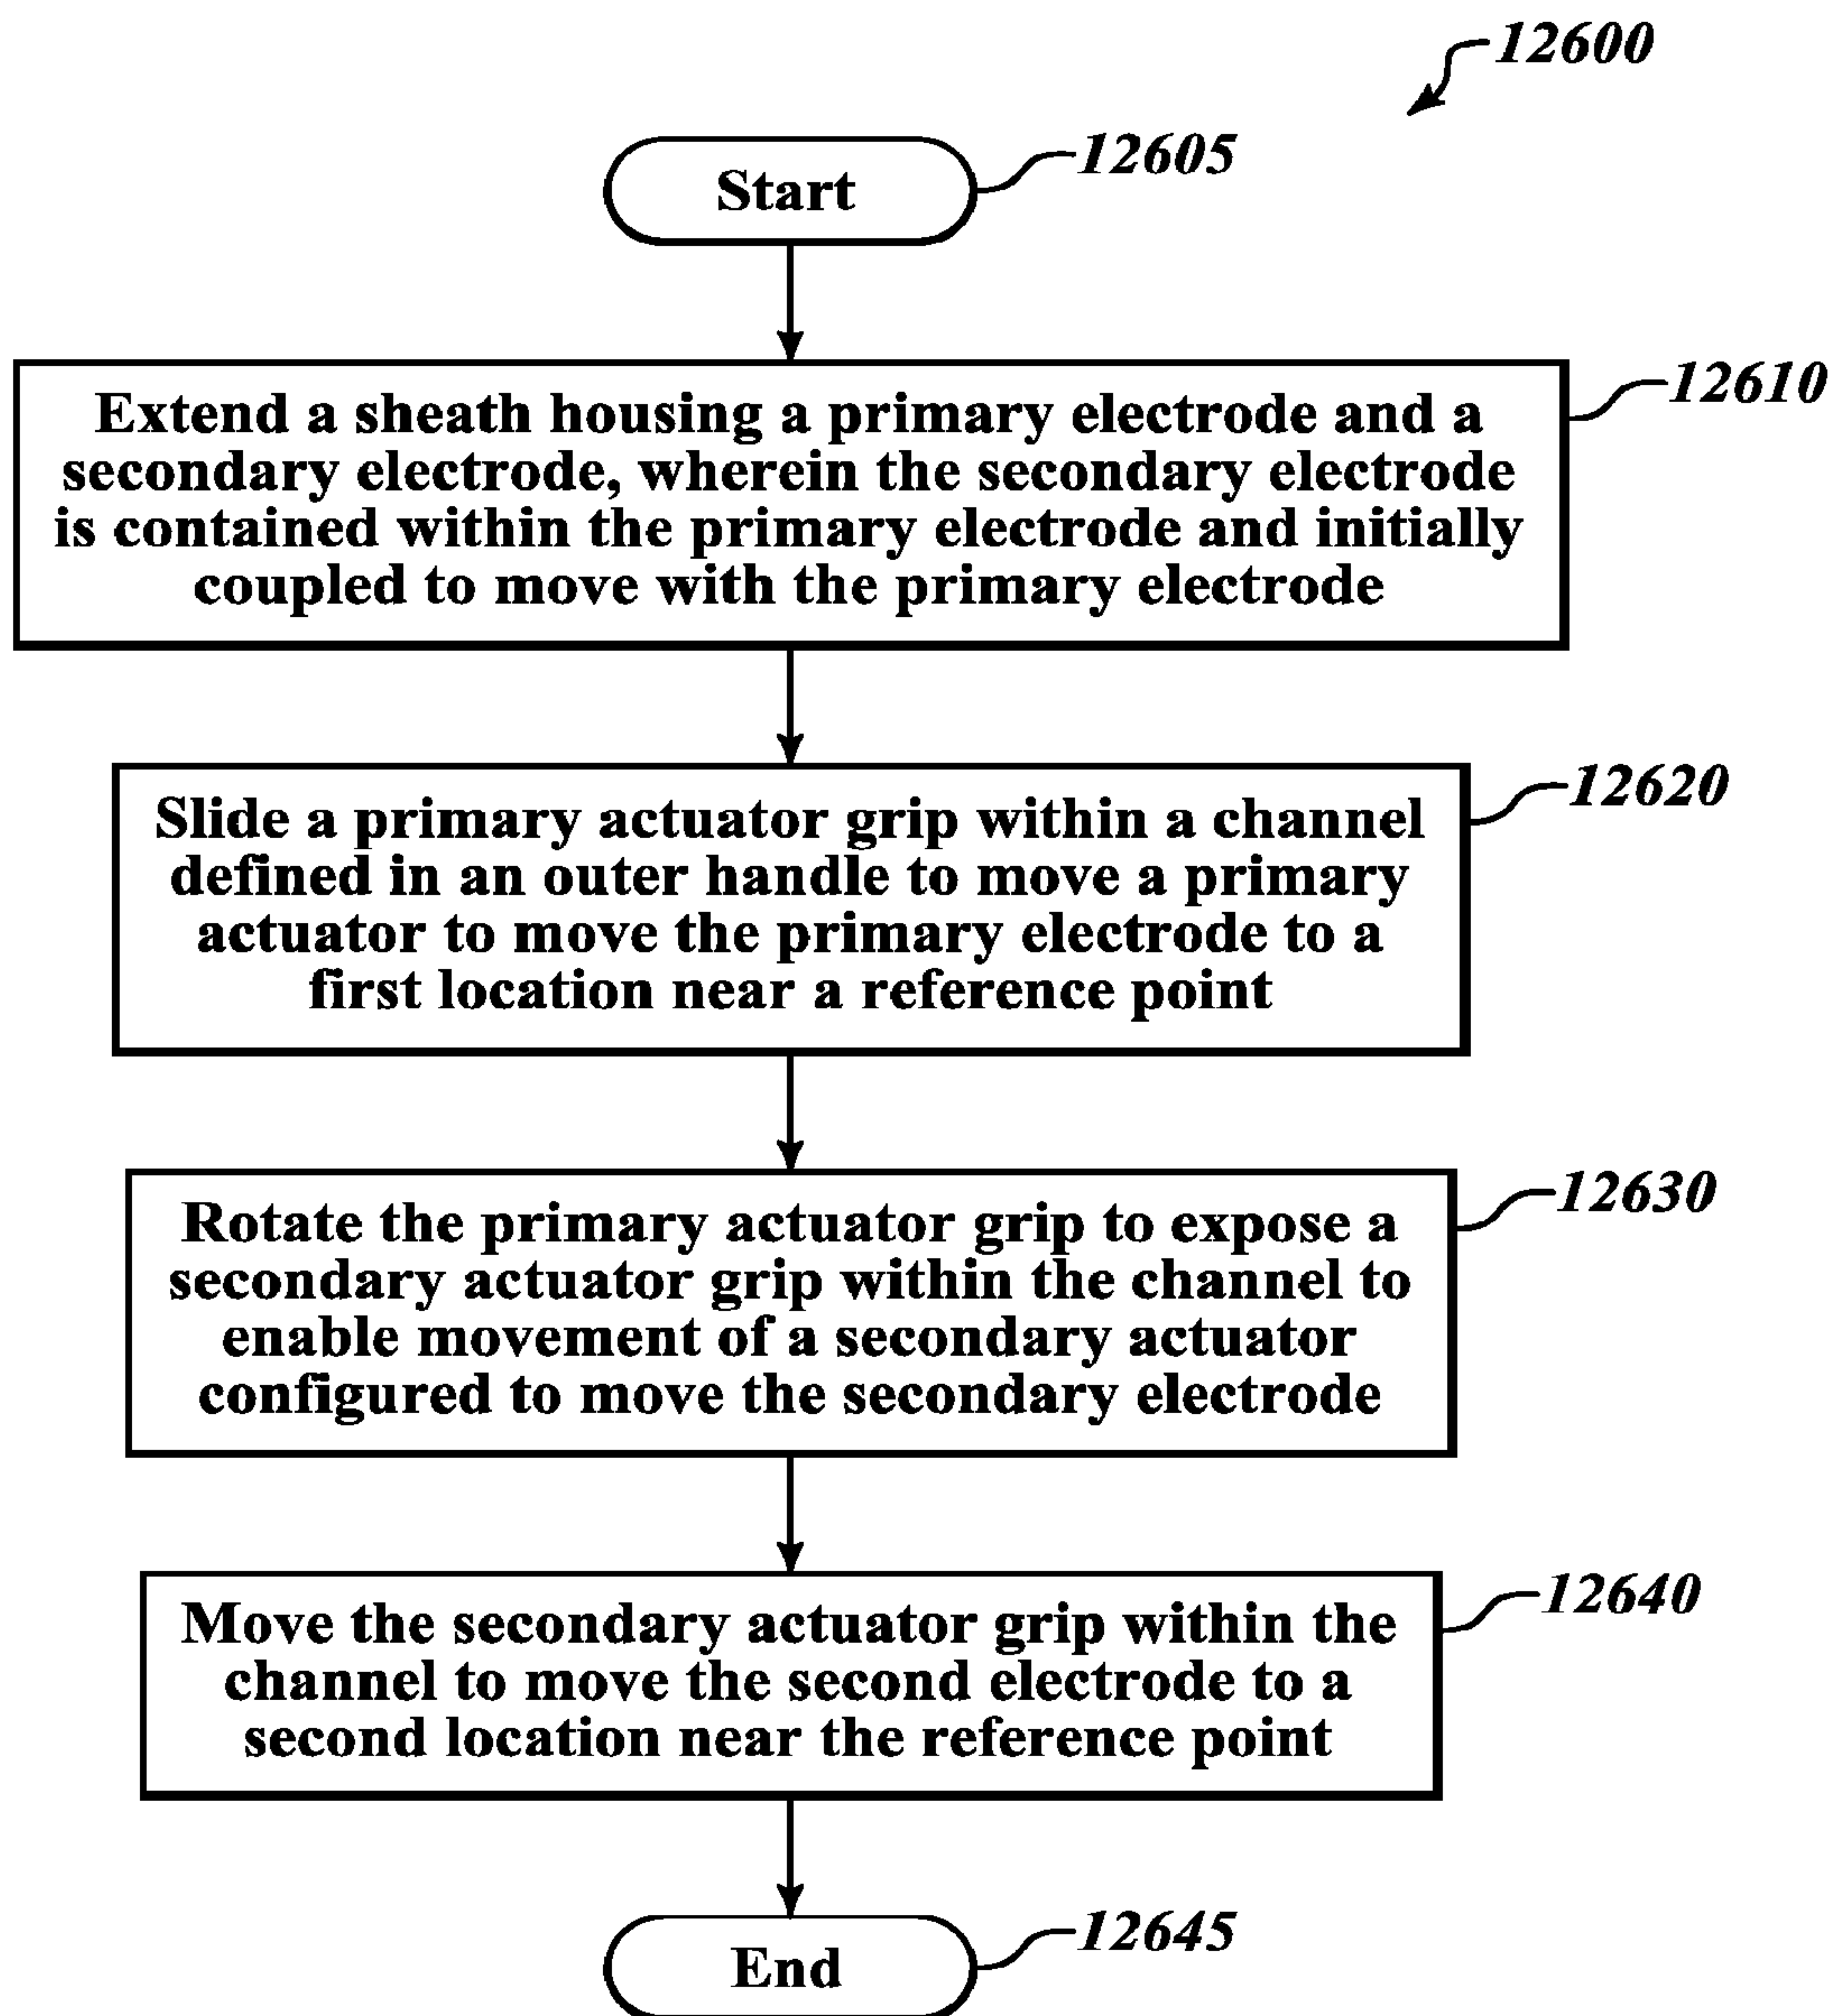 12600
Start
12605
Extend a sheath housing a primary electrode and a
secondary electrode, wherein the secondary electrode
is contained within the primary electrode and initially
coupled to move with the primary electrode
12610
Slide a primary actuator grip within a channel
defined in an outer handle to move a primary
actuator to move the primary electrode to a
first location near a reference point
12620
Rotate the primary actuator grip to expose a
secondary actuator grip within the channel to
enable movement of a secondary actuator
configured to move the secondary electrode
12630
Move the secondary actuator grip within the
channel to move the second electrode to a
second location near the reference point
12640
End
12645